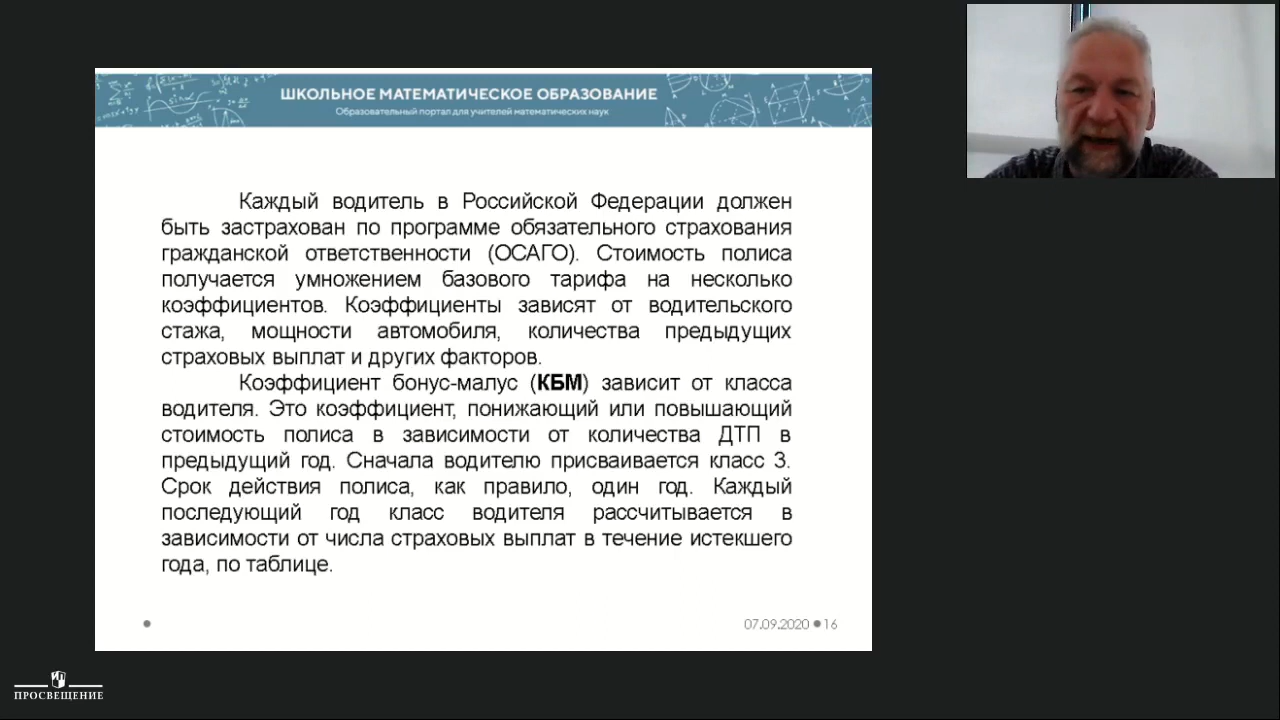 ШКОЛЬНОЕ МАТЕМАТИЧЕСКОЕ ОБРАЗОВАНИЕ
Образовательный портал для учителей математических наук
Каждый водитель в Российской Федерации должен
быть застрахован по программе обязательного страхования
гражданской ответственности (ОСАГО). Стоимость полиса
получается умножением базового тарифа на несколько
коэффициентов. Коэффициенты зависят от водительского
стажа, мощности автомобиля, количества предыдущих
страховых выплат и других факторов.
Коэффициент бонус-малус (КБМ) зависит от класса
водителя. Это коэффициент, понижающий или повышающий
стоимость полиса в зависимости от количества ДТП в
предыдущий год. Сначала водителю присваивается класс 3.
Срок действия полиса, как правило, один год. Каждый
последующий год класс водителя рассчитывается в
зависимости от числа страховых выплат в течение истекшего
года, по таблице.
07.09.2020 16
ПРОСВЕЩЕНИЕ